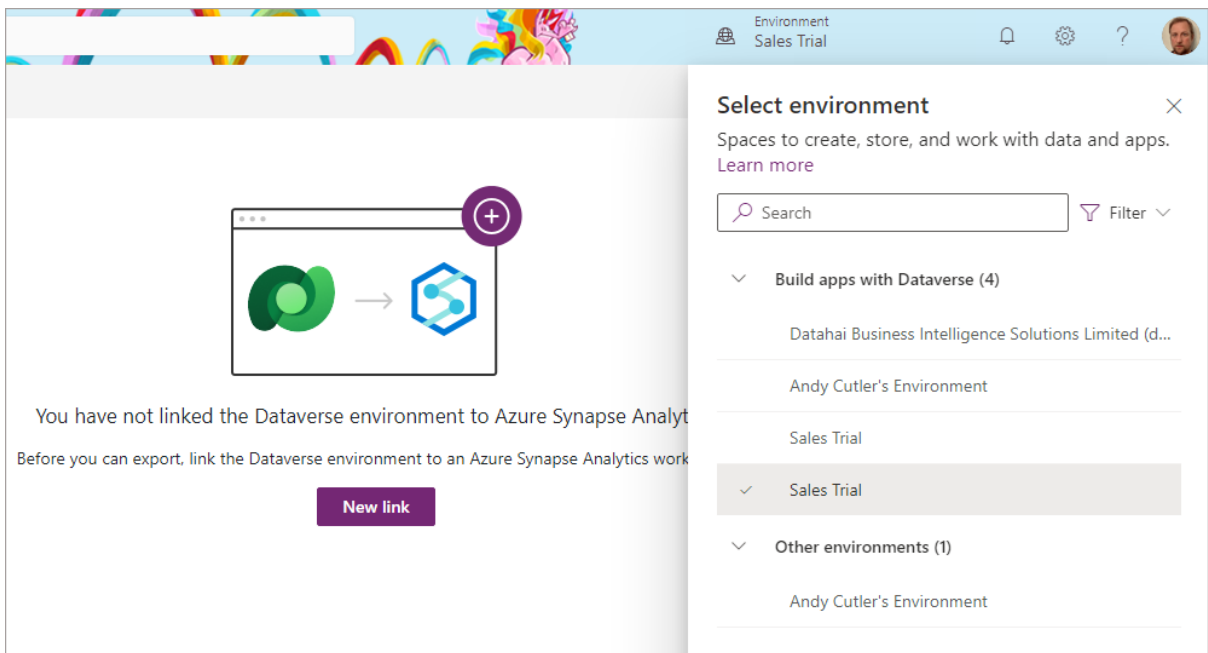 Environment
Sales Trial
?
Select environment
Spaces to create, store, and work with data and apps.
Learn more
Search
Filter
Build apps with Dataverse (4)
Datahai Business Intelligence Solutions Limited (d...
Andy Cutler's Environment
Sales Trial
Sales Trial
Other environments (1)
Andy Cutler's Environment
You have not linked the Dataverse environment to Azure Synapse Analyt
Before you can export, link the Dataverse environment to an Azure Synapse Analytics work
New link